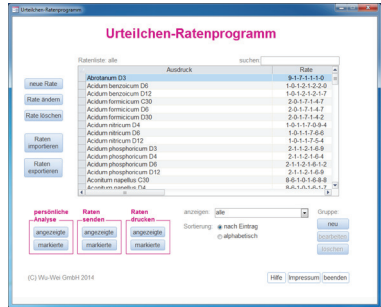 Urteilchen-Ratenprogramm
Urteilchen-Ratenprogramm
Ratenliste: alle
suchen:
Ausdruck Rate
Abrotanum D3 9-1-7-1-1-1-0
Acidum benzoicum D6 1-0-1-2-1-2-2-0
Acidum benzoicum D12 1-0-1-2-1-2-1-7
Acidum formicicum C30 2-0-1-7-1-4-7
Acidum formicicum D6 2-0-1-7-1-4-7
Acidum formicicum D30 2-0-1-7-1-4-2
Acidum nitricum D4 1-0-1-1-7-0-9-4
Acidum nitricum D6 1-0-1-1-7-6-6
Acidum nitricum D12 1-0-1-1-7-5-4
Acidum phosphoricum D3 2-1-1-2-1-6-9
Acidum phosphoricum D4 2-1-1-2-1-6-4
Acidum phosphoricum D6 2-1-1-2-1-6-1-2
Acidum phosphoricum D12 2-1-1-2-1-6-9
Aconitum napellus C30 8-6-1-0-1-6-8-8
Aconitum napellus D4
neue Rate
Rate ändern
Rate löschen
Raten
importieren
Raten
exportieren
persönliche
Analyse
angezeigte
markierte
Raten
senden
angezeigte
markierte
Raten
drucken
angezeigte
markierte
anzeigen: alle
Sortierung: nach Eintrag
alphabetisch
Gruppe:
neu
bearbeiten
löschen
(C) Wu-Wei GmbH 2014
Hilfe Impressum beenden